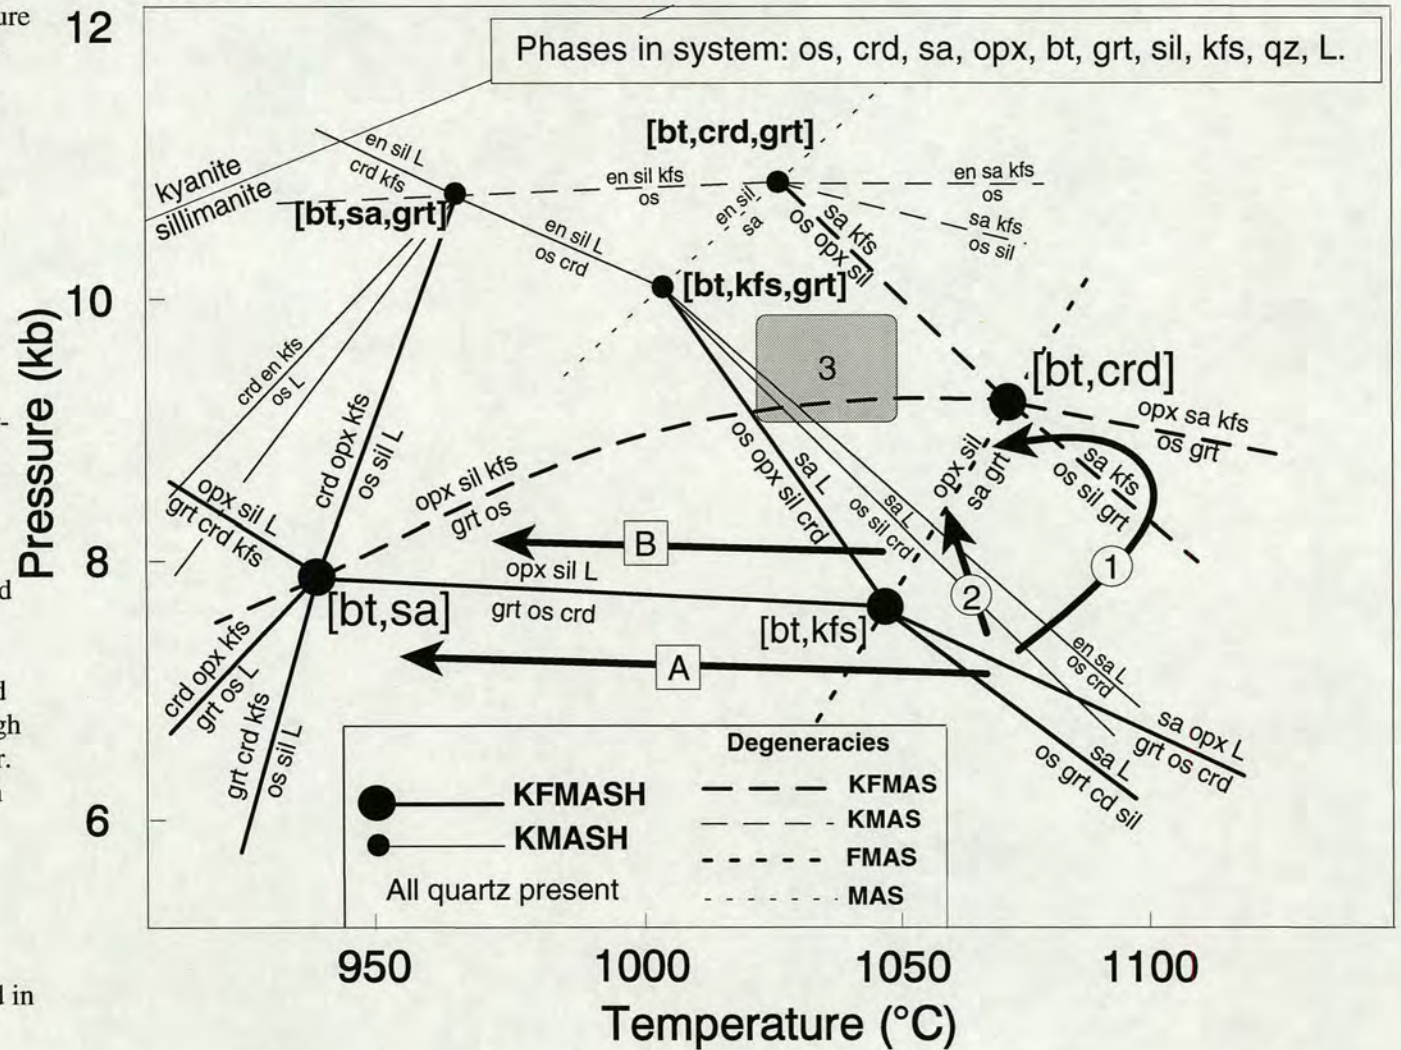 ure
12
Phases in system: os, crd, sa, opx, bt, grt, sil, kfs, qz, L.
[bt,crd,grt]
en sil L
crd kfs
kyanite
sillimanite
[bt,sa,grt]
en sil kfs
os
en sa kfs
os
sa kfs
os sil
en sil
sa
sa kfs
os opx sil
en sil L
os crd
[bt,kfs,grt]
10
Pressure (kb)
crd en kfs
os L
3
[bt,crd]
opx sa kfs
os grt
crd opx kfs
os sil L
opx sil kfs
grt os
sa L
os opx sil crd
sa L
os sil crd
opx sil
sa grt
sa kfs
os sil grt
opx sil L
grt crd kfs
8
B
1
2
opx sil L
grt os crd
[bt,sa]
[bt,kfs]
d
A
en sa L
os crd
crd opx kfs
grt os L
grt crd kfs
os sil L
d
gh
r.
sa opx L
grt os crd
sa L
os grt cd sil
6
Degeneracies
KFMASH
KMASH
All quartz present
KFMAS
KMAS
FMAS
MAS
950
1000
1050
1100
l in
Temperature (°C)